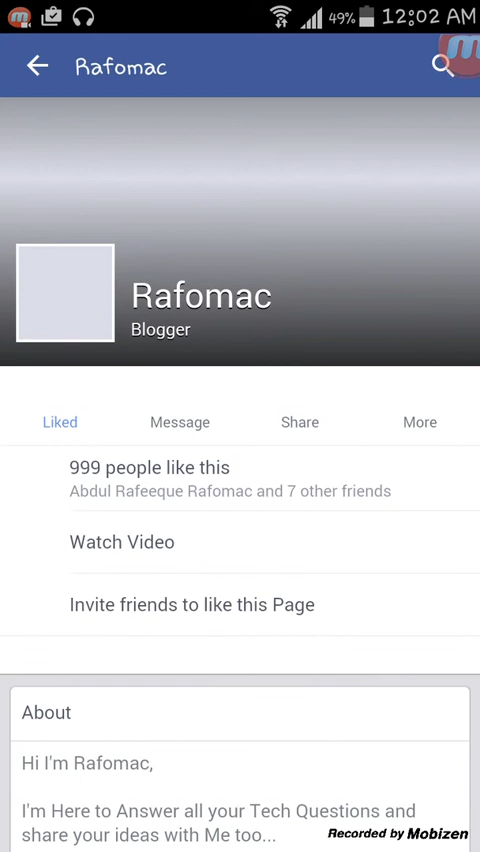 49% 12:02 AM
Rafomac
Rafomac
Blogger
Liked Message Share More
999 people like this
Abdul Rafeeque Rafomac and 7 other friends
Watch Video
Invite friends to like this Page
About
Hi I'm Rafomac,
I'm Here to Answer all your Tech Questions and
share your ideas with Me too...
Recorded by Mobizen